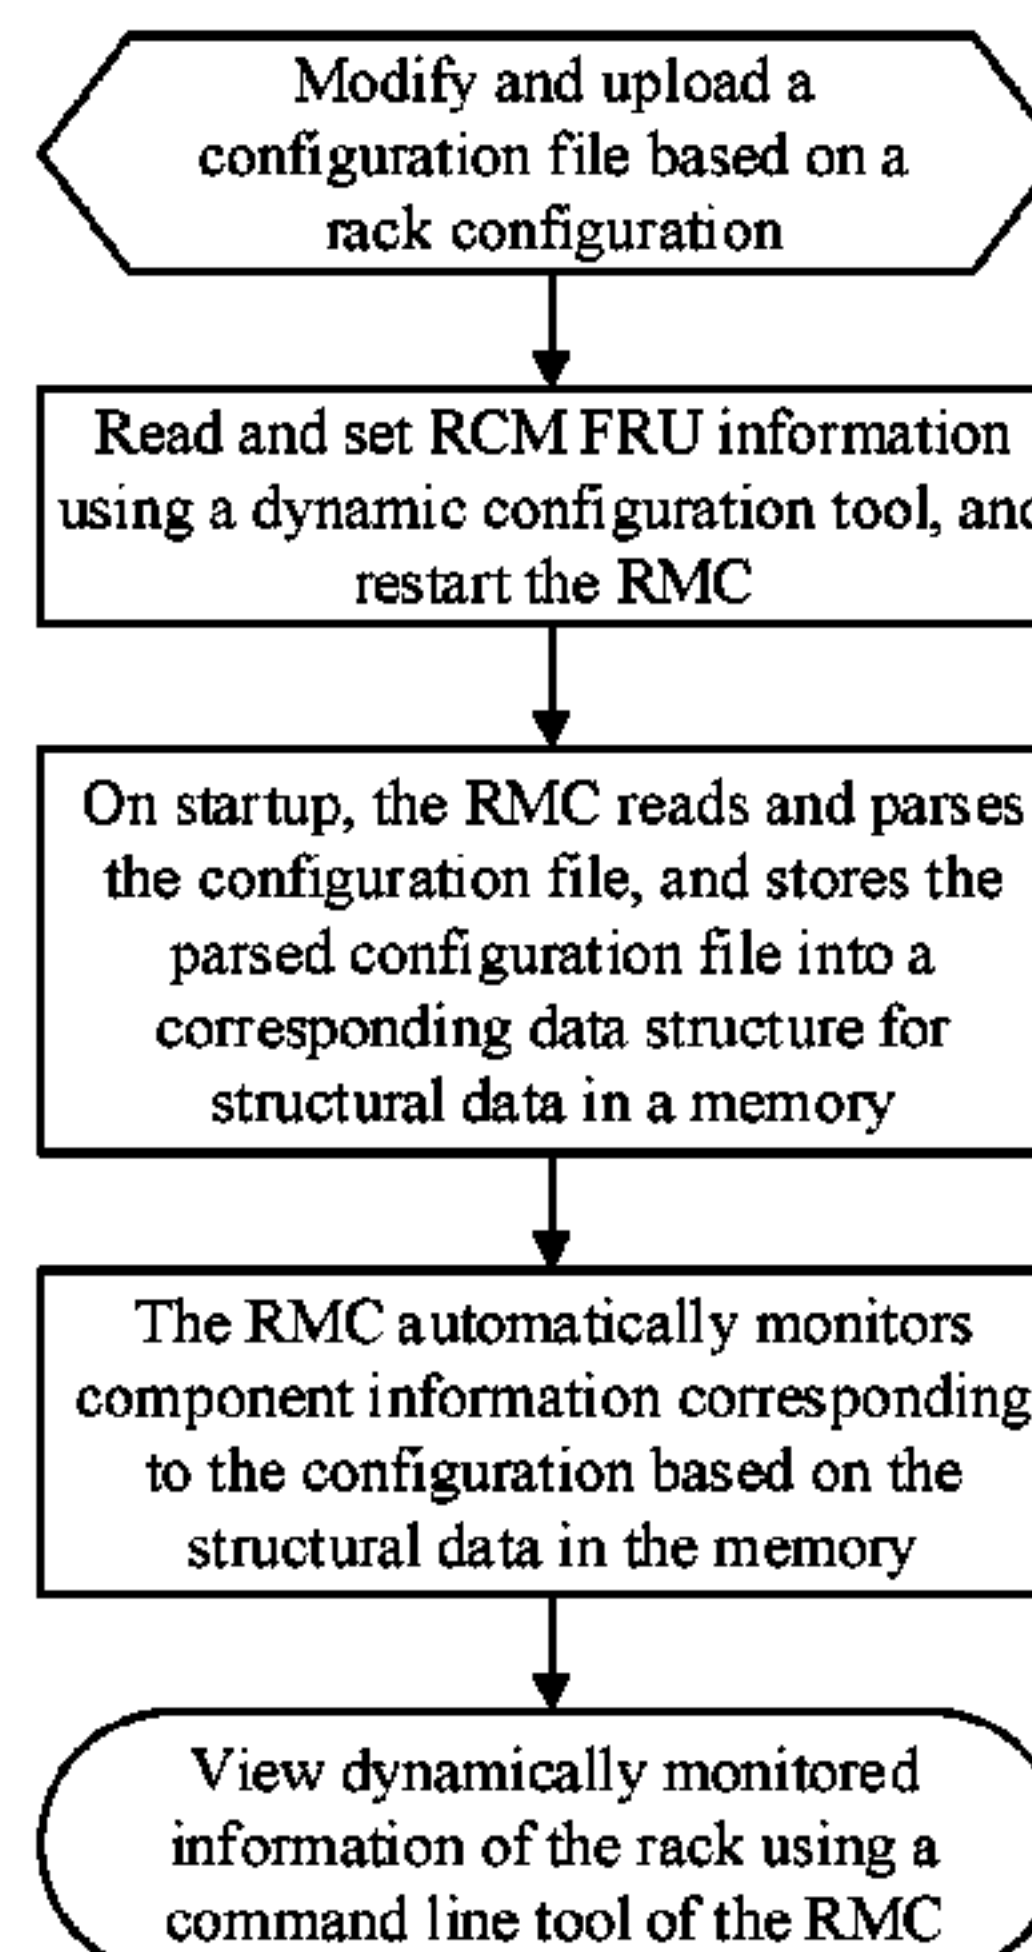 Modify and upload a
configuration file based on a
rack configuration
Read and set RCM FRU information
using a dynamic configuration tool, and
restart the RMC
On startup, the RMC reads and parses
the configuration file, and stores the
parsed configuration file into a
corresponding data structure for
structural data in a memory
The RMC automatically monitors
component information corresponding
to the configuration based on the
structural data in the memory
View dynamically monitored
information of the rack using a
command line tool of the RMC